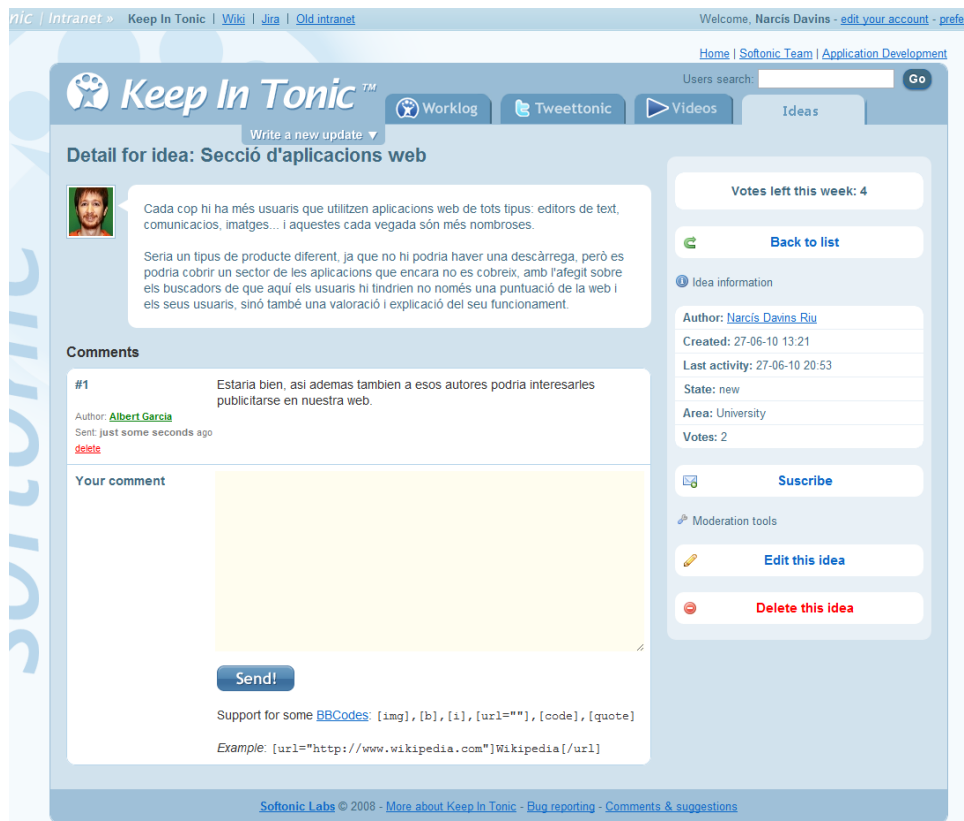 nic | Intranet » Keep In Tonic | Wiki | Jira | Old intranet
Welcome, Narcis Davins - edit your account - prefe
Home | Softonic Team | Application Development
Keep In Tonic ™
Users search: Go
Worklog
Tweettonic
Videos
Ideas
Write a new update ▼
Detail for idea: Secció d'aplicacions web
Cada cop hi ha més usuaris que utilitzen aplicacions web de tots tipus: editors de text,
comunicacios, imatges... i aquestes cada vegada són més nombroses.
Seria un tipus de producte diferent, ja que no hi podria haver una descàrrega, però es
podria cobrir un sector de les aplicacions que encara no es cobreix, amb l'afegit sobre
els buscadors de que aquí els usuaris hi tindrien no només una puntuació de la web i
els seus usuaris, sinó també una valoració i explicació del seu funcionament.
Comments
#1
Author: Albert Garcia
Sent: just some seconds ago
delete
Estaria bien, asi ademas tambien a esos autores podria interesarles
publicitarse en nuestra web.
Your comment
Send!
Support for some BBCodes: [img],[b],[i],[url=""],[code],[quote]
Example: [url="http://www.wikipedia.com"]Wikipedia[/url]
Votes left this week: 4
Back to list
Idea information
Author: Narcís Davins Riu
Created: 27-06-10 13:21
Last activity: 27-06-10 20:53
State: new
Area: University
Votes: 2
Suscribe
Moderation tools
Edit this idea
Delete this idea
softonic
Softonic Labs © 2008 - More about Keep In Tonic - Bug reporting - Comments & suggestions